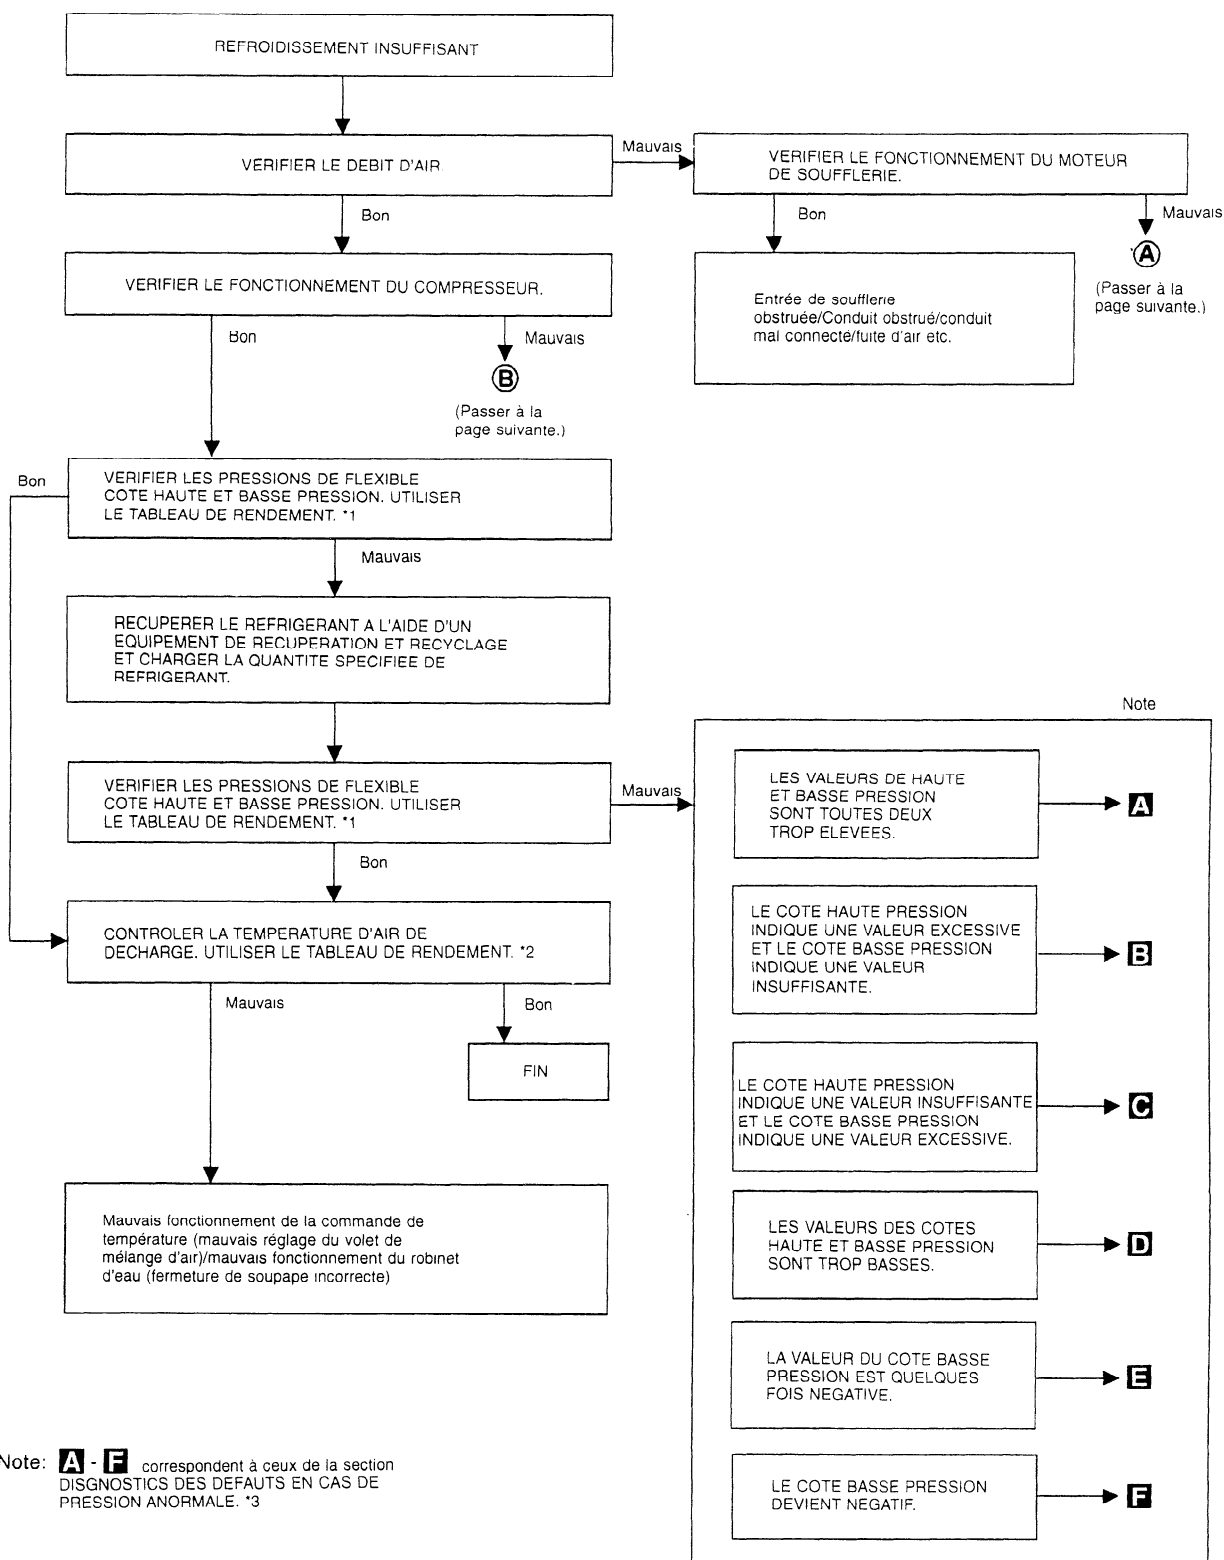 REFROIDISSEMENT INSUFFISANT
VERIFIER LE DEBIT D'AIR.
Mauvais
VERIFIER LE FONCTIONNEMENT DU MOTEUR
DE SOUFFLERIE.
Bon
Bon
Mauvais
A
(Passer à la
page suivante.)
VERIFIER LE FONCTIONNEMENT DU COMPRESSEUR.
Entrée de soufflerie
obstruée/Conduit obstrué/conduit
mal connecté/fuite d'air etc.
Bon
Mauvais
B
(Passer à la
page suivante.)
Bon
VERIFIER LES PRESSIONS DE FLEXIBLE
COTE HAUTE ET BASSE PRESSION. UTILISER
LE TABLEAU DE RENDEMENT. *1
Mauvais
RECUPERER LE REFRIGERANT A L'AIDE D'UN
EQUIPEMENT DE RECUPERATION ET RECYCLAGE
ET CHARGER LA QUANTITE SPECIFIEE DE
REFRIGERANT.
VERIFIER LES PRESSIONS DE FLEXIBLE
COTE HAUTE ET BASSE PRESSION. UTILISER
LE TABLEAU DE RENDEMENT. *1
Mauvais
Bon
CONTROLER LA TEMPERATURE D'AIR DE
DECHARGE. UTILISER LE TABLEAU DE RENDEMENT. *2
Mauvais
Bon
FIN
Mauvais fonctionnement de la commande de
température (mauvais réglage du volet de
mélange d'air)/mauvais fonctionnement du robinet
d'eau (fermeture de soupape incorrecte)
Note
LES VALEURS DE HAUTE
ET BASSE PRESSION
SONT TOUTES DEUX
TROP ELEVEES.
A
LE COTE HAUTE PRESSION
INDIQUE UNE VALEUR EXCESSIVE
ET LE COTE BASSE PRESSION
INDIQUE UNE VALEUR
INSUFFISANTE.
B
LE COTE HAUTE PRESSION
INDIQUE UNE VALEUR INSUFFISANTE
ET LE COTE BASSE PRESSION
INDIQUE UNE VALEUR EXCESSIVE.
C
LES VALEURS DES COTES
HAUTE ET BASSE PRESSION
SONT TROP BASSES.
D
LA VALEUR DU COTE BASSE
PRESSION EST QUELQUES
FOIS NEGATIVE.
E
LE COTE BASSE PRESSION
DEVIENT NEGATIF.
F
Note: A - F correspondent à ceux de la section
DISGNOSTICS DES DEFAUTS EN CAS DE
PRESSION ANORMALE. *3